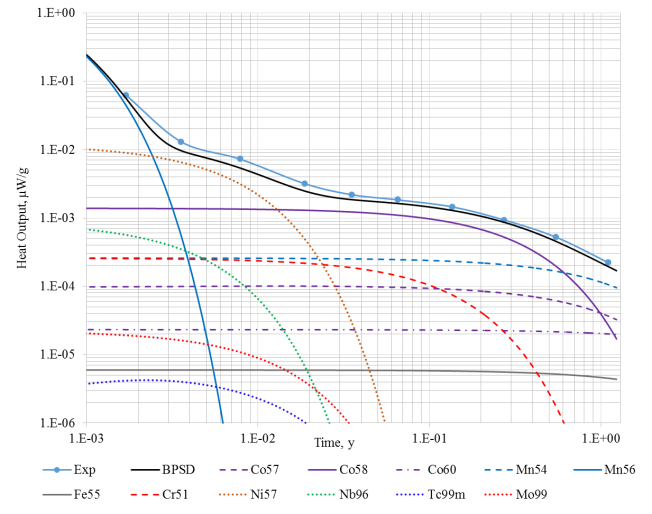 1.E+00
1.E-01
1.E-02
1.E-03
1.E-04
1.E-05
1.E-06
Heat Output, µW/g
1.E-03 1.E-02 1.E-01 1.E+00
Time, y
Exp BPSD Co57 Co58 Co60 Mn54 Mn56
Fe55 Cr51 Ni57 Nb96 Tc99m Mo99